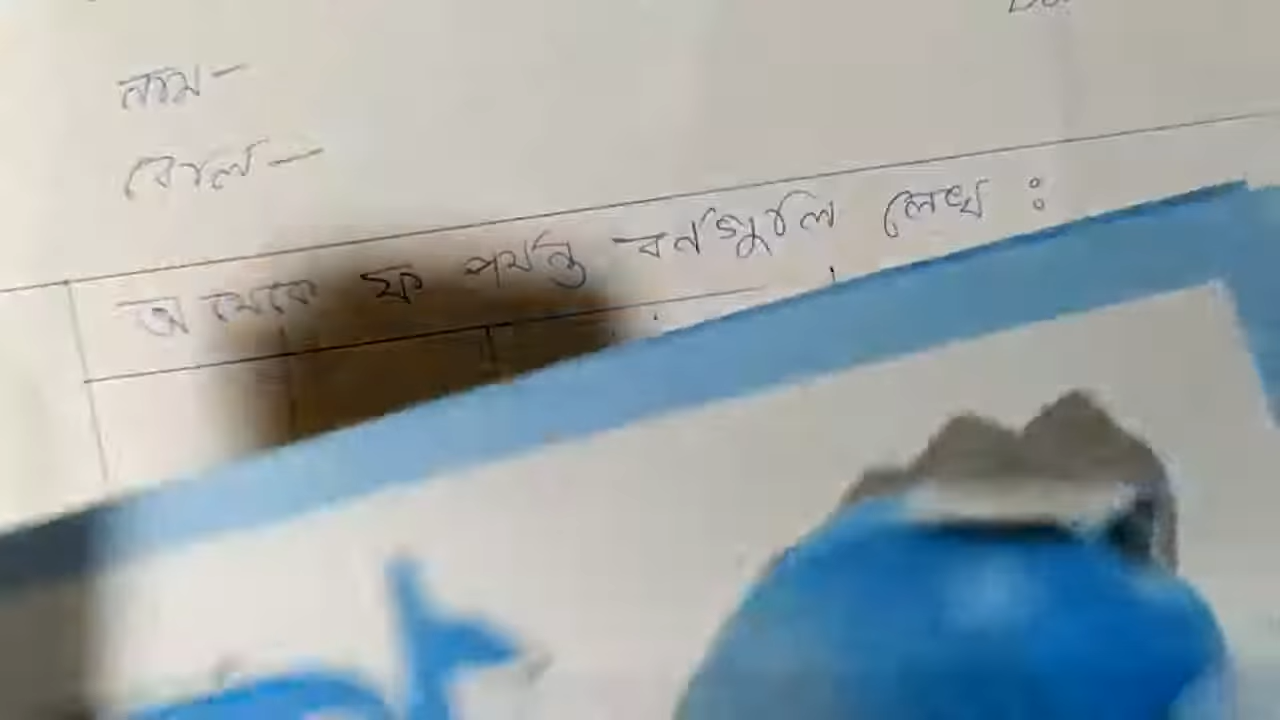 নাম-
রোল-
অ থেকে ফ পর্যন্ত বর্ণগুলি লেখ :